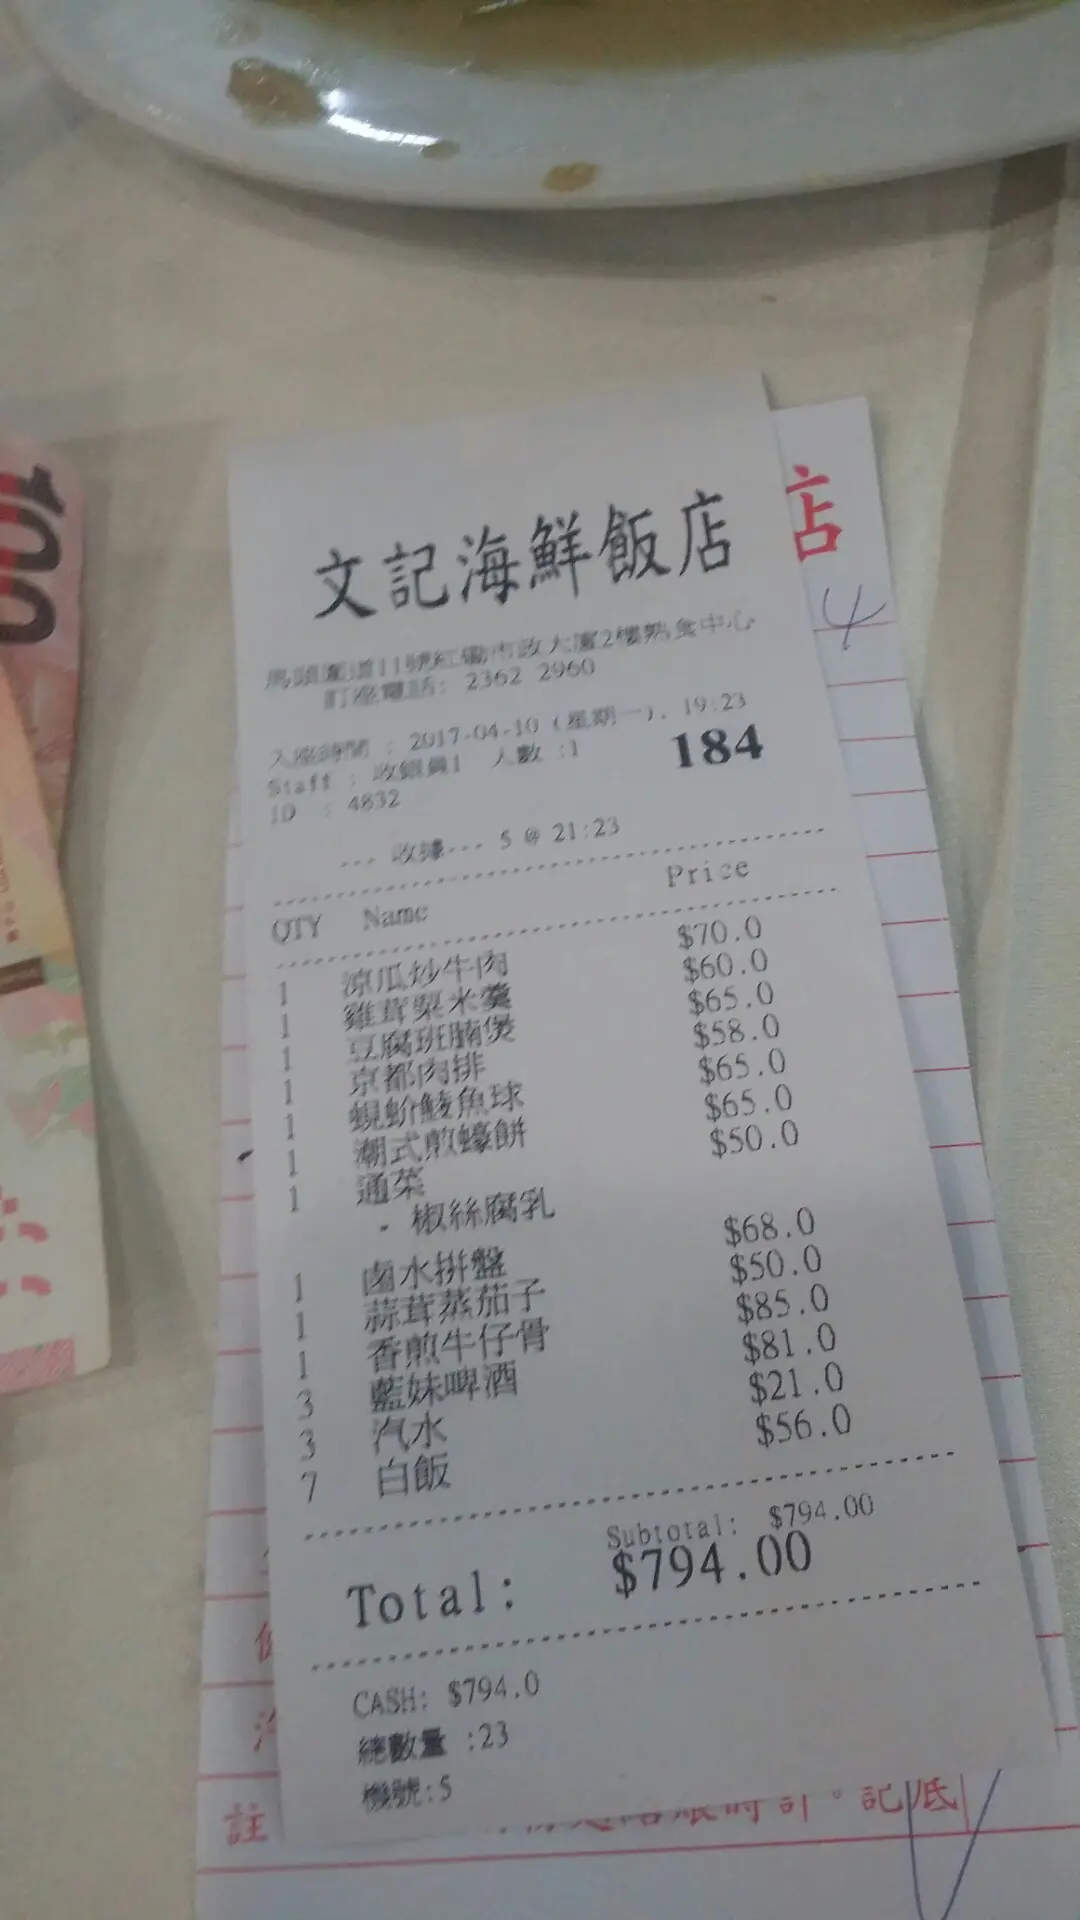 100
店
4
文記海鮮飯店
馬頭圍道11號紅磡市政大廈2樓熟食中心
訂座電話: 2362 2960
入座時間 : 2017-04-10 (星期一), 19:23
Staff : 收銀員1 人數 :1 184
ID : 4832
--- 收據--- 5 @ 21:23
QTY Name Price
1 涼瓜炒牛肉 $70.0
1 雞茸粟米羹 $60.0
1 豆腐班腩煲 $65.0
1 京都肉排 $58.0
1 蜆蚧鯪魚球 $65.0
1 潮式煎蠔餅 $65.0
1 通菜 $50.0
- 椒絲腐乳
1 鹵水拼盤 $68.0
1 蒜茸蒸茄子 $50.0
1 香煎牛仔骨 $85.0
3 藍妹啤酒 $81.0
3 汽水 $21.0
7 白飯 $56.0
Subtotal: $794.00
Total: $794.00
CASH: $794.0
總數量 :23
機號:5
註 時計。記底